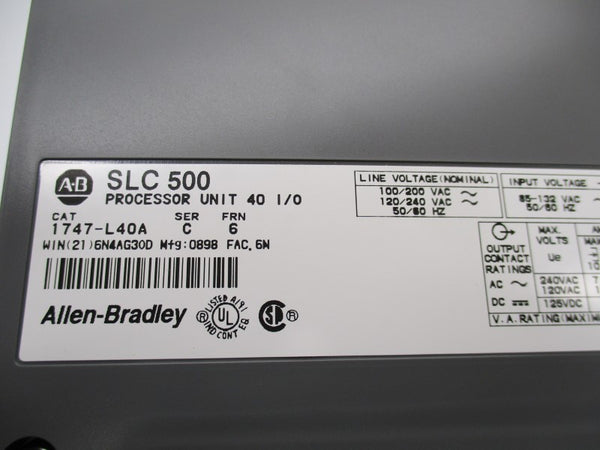 A-B SLC 500
PROCESSOR UNIT 40 I/O
CAT SER FRN
1747-L40A C 6
WIN(21)6N4AG30D Mfg:0898 FAC.6N
Allen-Bradley ® LISTED A191 UL IND CONT EQ ®
LINE VOLTAGE(NOMINAL)
100/200 VAC ~
120/240 VAC
50/60 HZ
INPUT VOLTAGE -
85-132 VAC ~
50/60 HZ
OUTPUT CONTACT RATINGS
MAX. VOLTS
Ue
AC ~ 240VAC
120VAC
DC 125VDC
V.A.RATING(MAX)